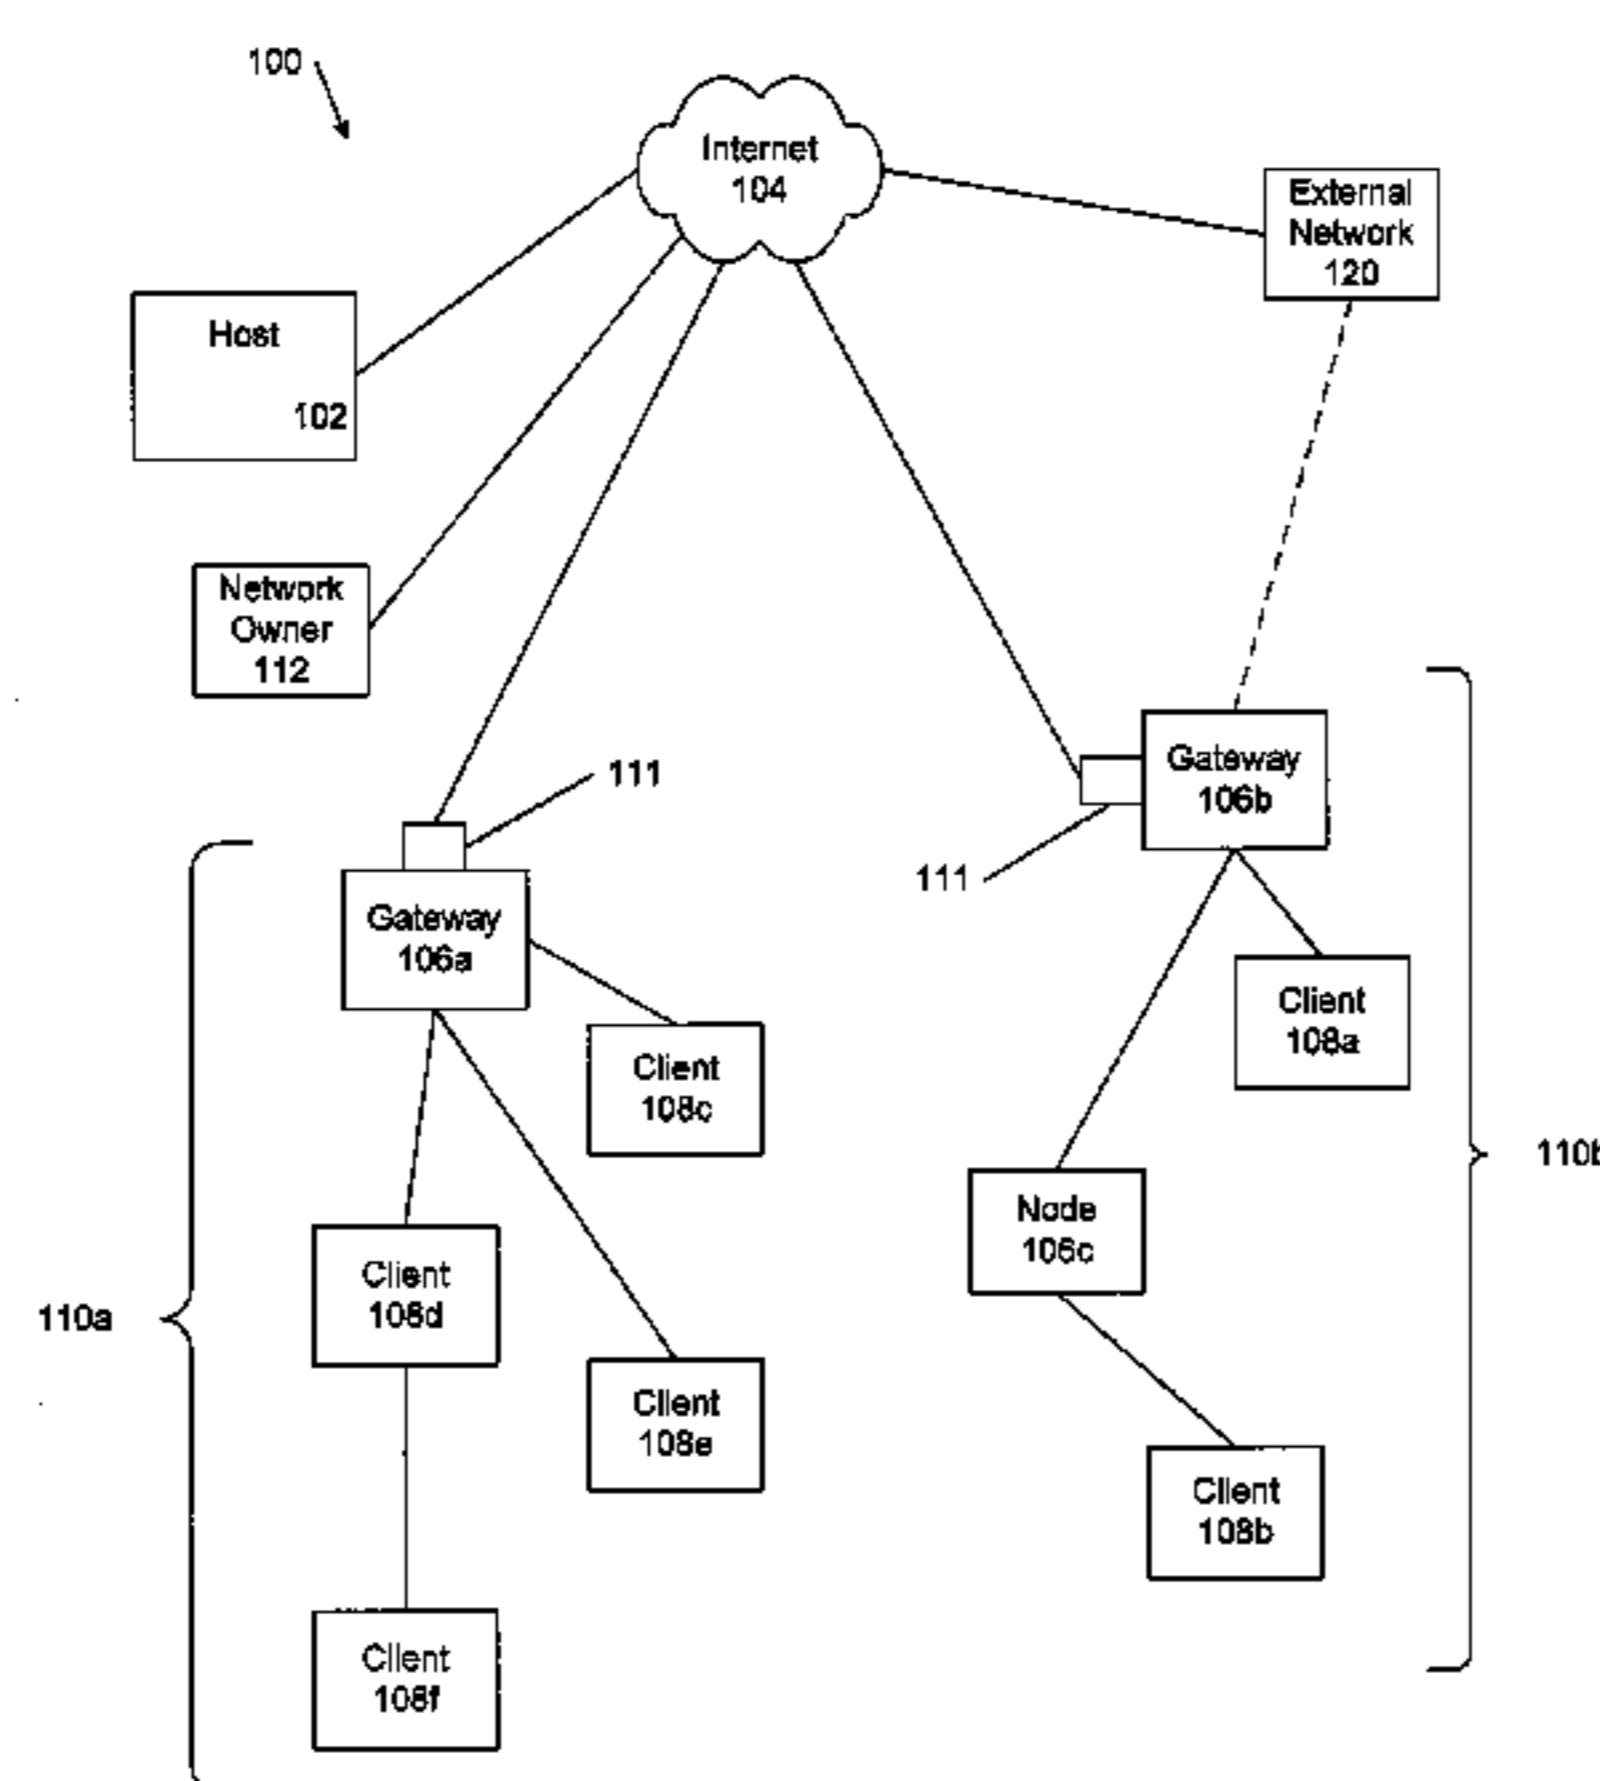 100
Internet
104
External
Network
120
Host
102
Network
Owner
112
111
Gateway
106b
111
Gateway
106a
Client
108a
Client
108c
110b
Node
106c
Client
108d
110a
Client
108e
Client
108b
Client
108f